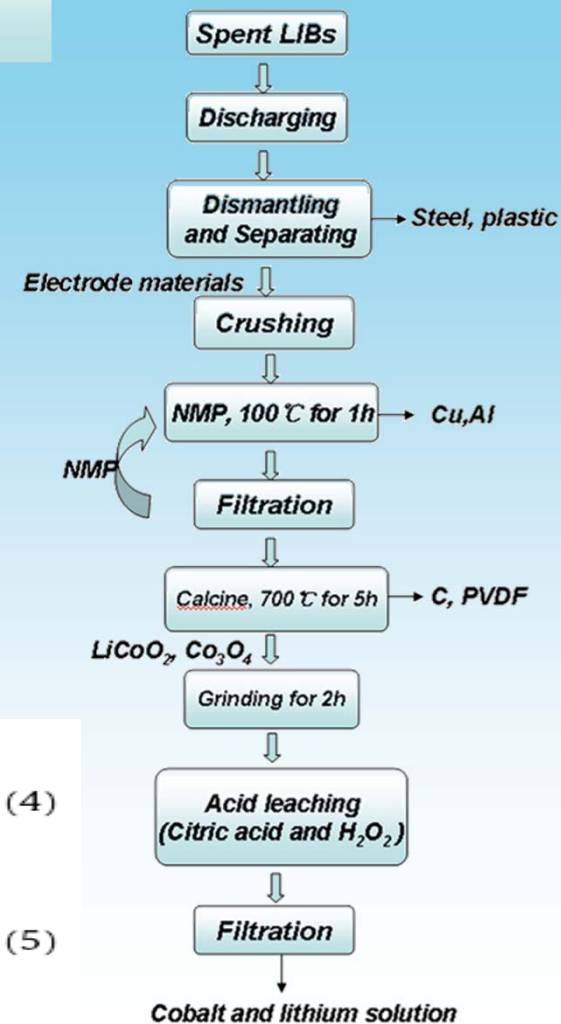 Spent LIBs
Discharging
Dismantling
and Separating
Steel, plastic
Electrode materials
Crushing
NMP, 100℃ for 1h
Cu,Al
NMP
Filtration
Calcine, 700℃ for 5h
C, PVDF
LiCoO₂, Co₃O₄
Grinding for 2h
(4)
Acid leaching
(Citric acid and H₂O₂)
(5)
Filtration
Cobalt and lithium solution